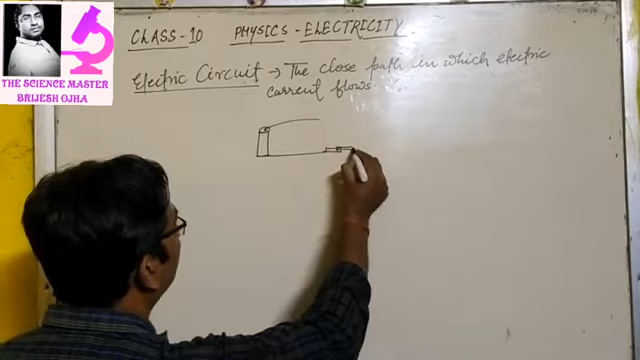 CLASS-10 PHYSICS - ELECTRICITY
Electric Circuit → The close path in which electric
current flows.
THE SCIENCE MASTER
BRIJESH OJHA